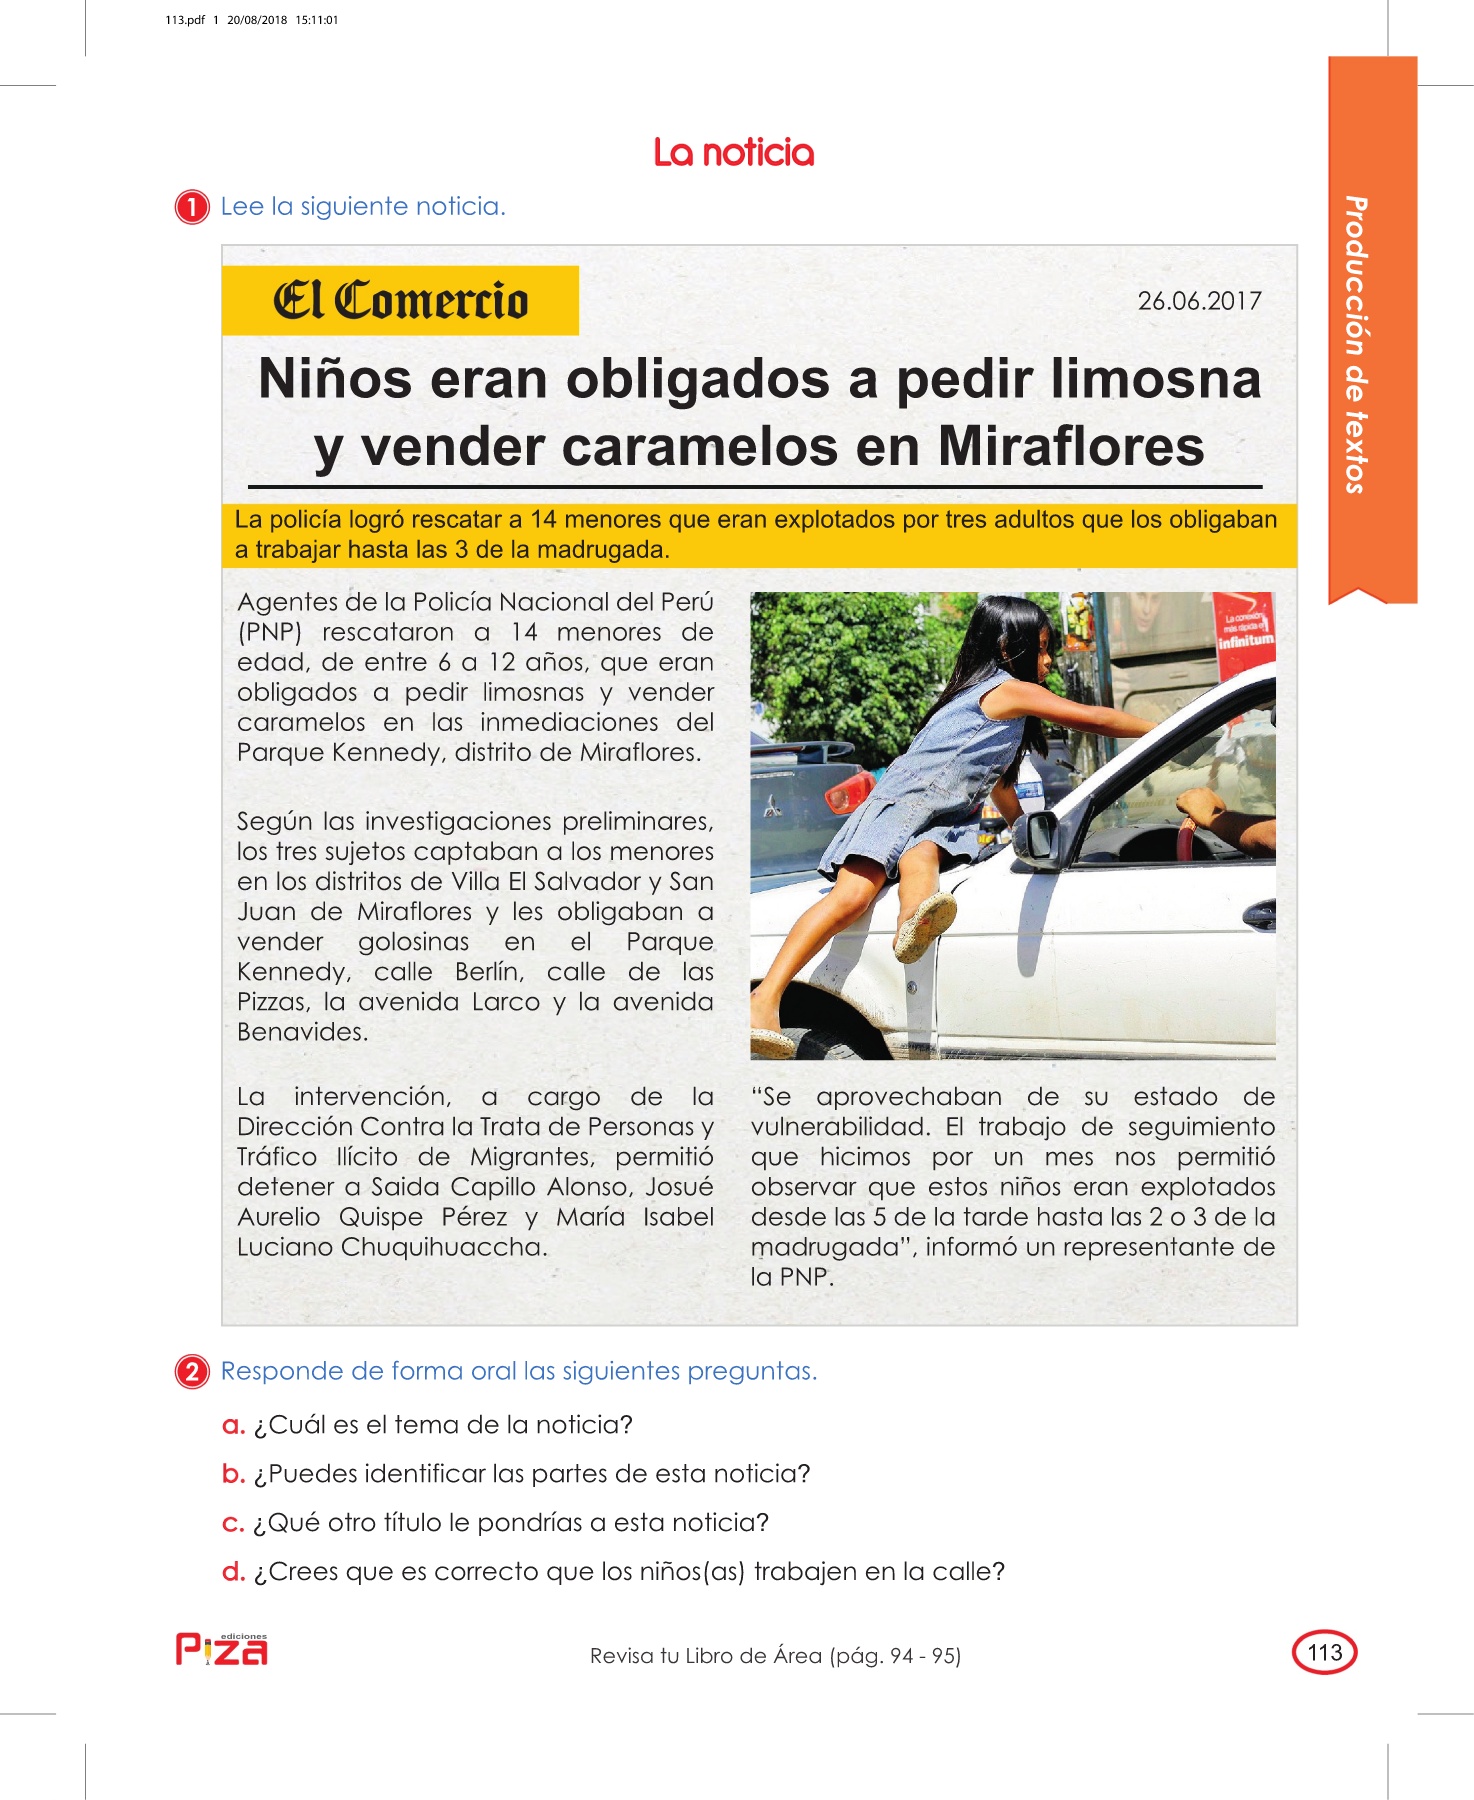 113.pdf 1 20/08/2018 15:11:01
La noticia
1 Lee la siguiente noticia.
El Comercio
26.06.2017
Niños eran obligados a pedir limosna
y vender caramelos en Miraflores
La policía logró rescatar a 14 menores que eran explotados por tres adultos que los obligaban
a trabajar hasta las 3 de la madrugada.
Agentes de la Policía Nacional del Perú
(PNP) rescataron a 14 menores de
edad, de entre 6 a 12 años, que eran
obligados a pedir limosnas y vender
caramelos en las inmediaciones del
Parque Kennedy, distrito de Miraflores.
Según las investigaciones preliminares,
los tres sujetos captaban a los menores
en los distritos de Villa El Salvador y San
Juan de Miraflores y les obligaban a
vender golosinas en el Parque
Kennedy, calle Berlín, calle de las
Pizzas, la avenida Larco y la avenida
Benavides.
La intervención, a cargo de la
Dirección Contra la Trata de Personas y
Tráfico Ilícito de Migrantes, permitió
detener a Saida Capillo Alonso, Josué
Aurelio Quispe Pérez y María Isabel
Luciano Chuquihuaccha.
La conexión
más rápida
infinitum
“Se aprovechaban de su estado de
vulnerabilidad. El trabajo de seguimiento
que hicimos por un mes nos permitió
observar que estos niños eran explotados
desde las 5 de la tarde hasta las 2 o 3 de la
madrugada”, informó un representante de
la PNP.
2 Responde de forma oral las siguientes preguntas.
a. ¿Cuál es el tema de la noticia?
b. ¿Puedes identificar las partes de esta noticia?
c. ¿Qué otro título le pondrías a esta noticia?
d. ¿Crees que es correcto que los niños(as) trabajen en la calle?
Producción de textos
ediciones
Piza
Revisa tu Libro de Área (pág. 94 - 95)
113